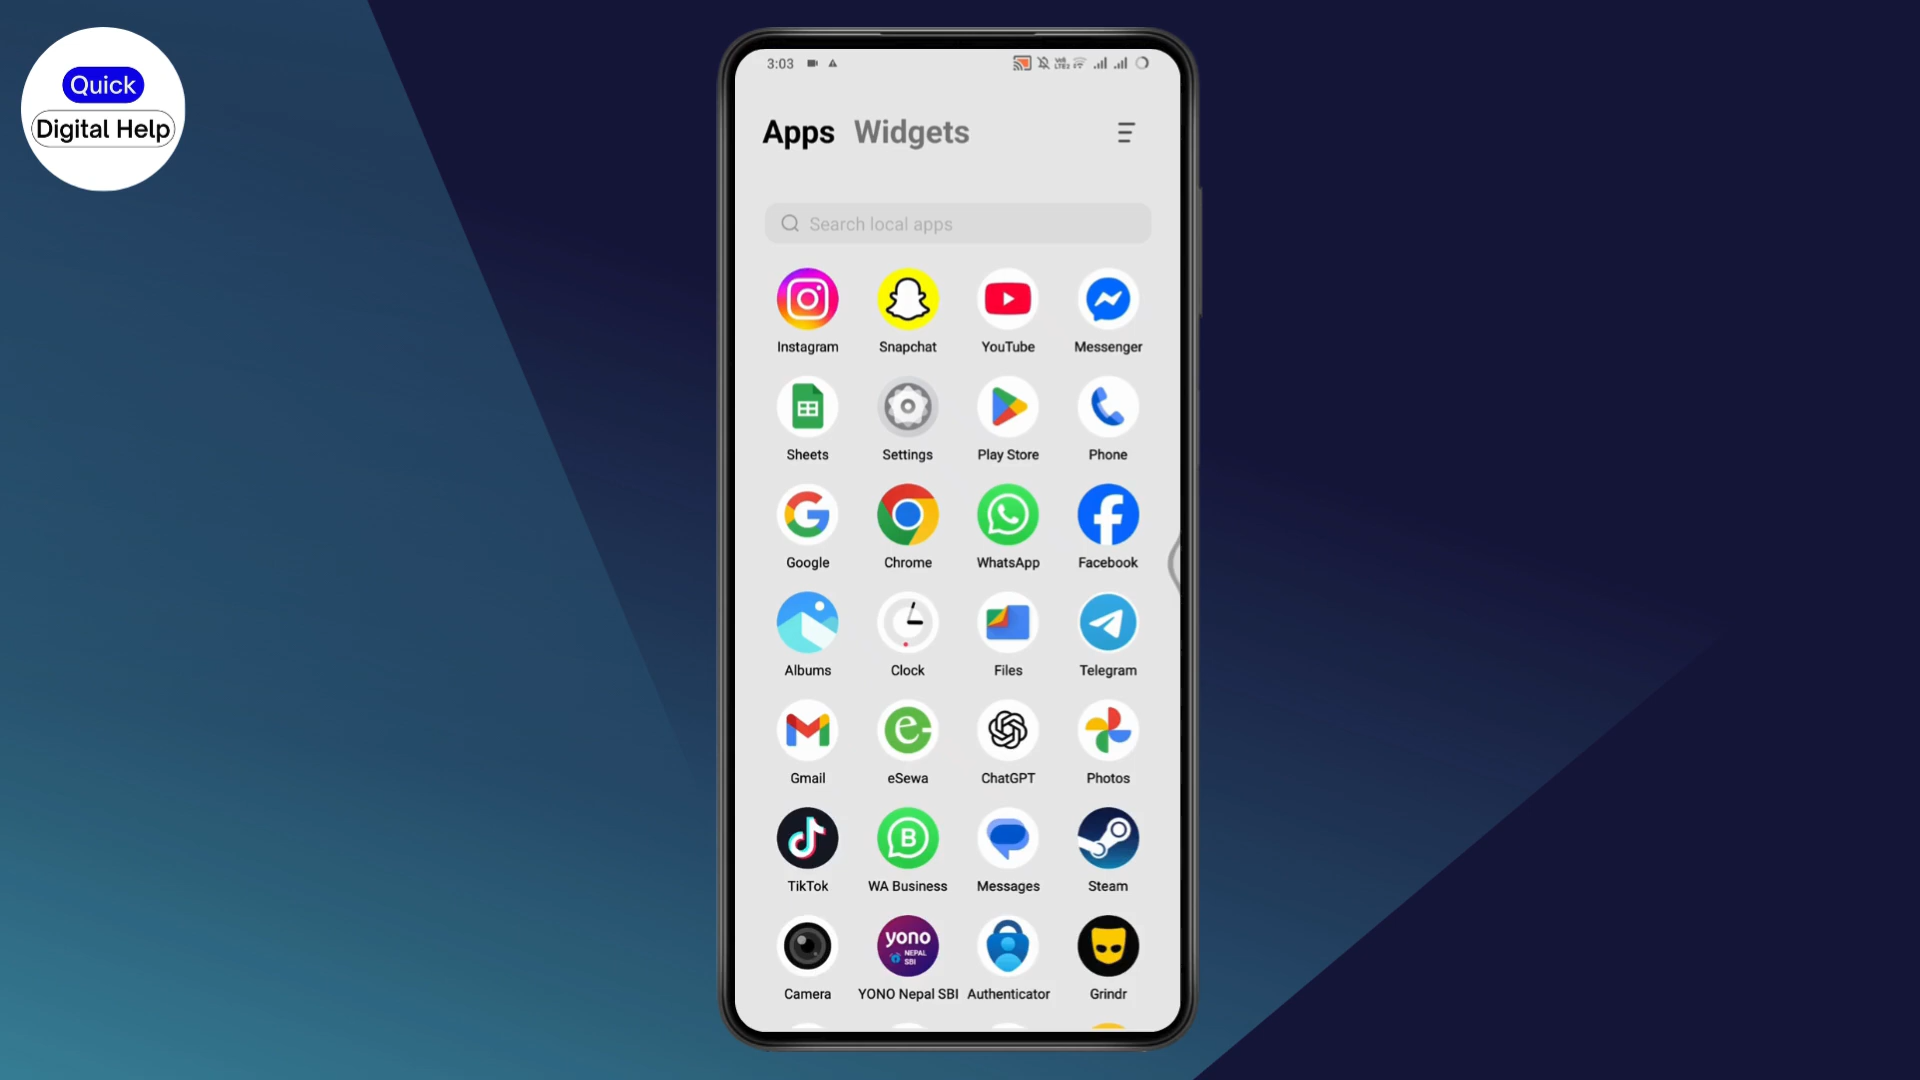 Quick
Digital Help
3:03
Apps Widgets
Search local apps
Instagram Snapchat YouTube Messenger
Sheets Settings Play Store Phone
Google Chrome WhatsApp Facebook
Albums Clock Files Telegram
Gmail eSewa ChatGPT Photos
B
TikTok WA Business Messages Steam
yono
NEPAL
SBI
Camera YONO Nepal SBI Authenticator Grindr